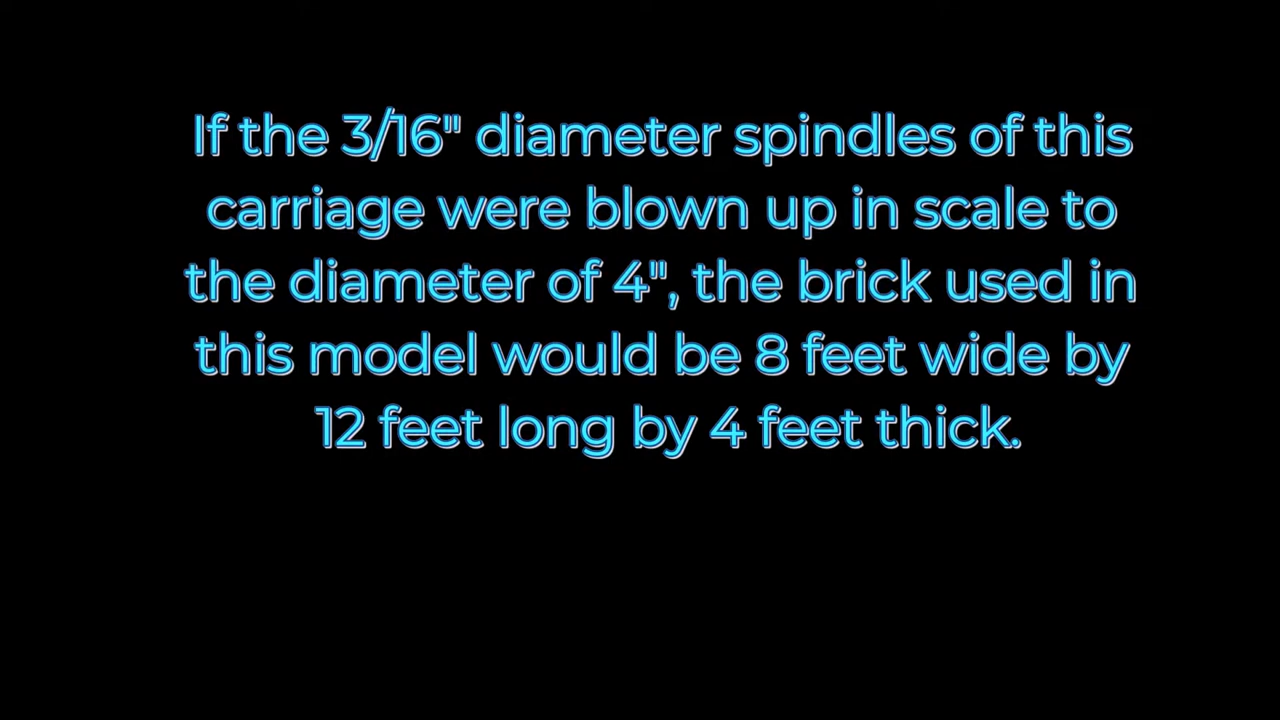 If the 3/16" diameter spindles of this
carriage were blown up in scale to
the diameter of 4", the brick used in
this model would be 8 feet wide by
12 feet long by 4 feet thick.